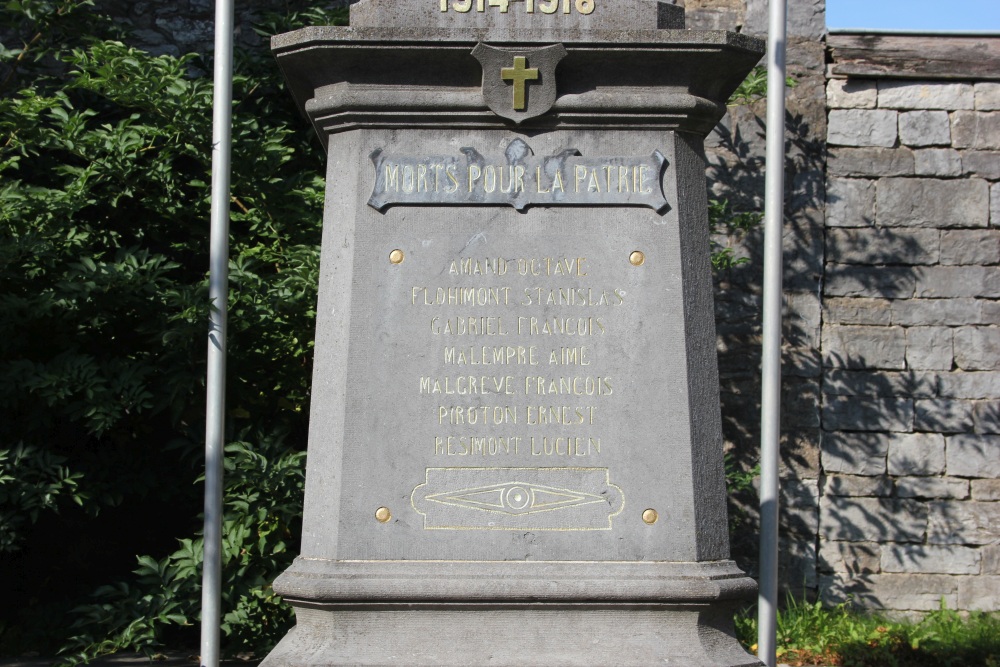 1914-1918
MORTS POUR LA PATRIE
AMAND OCTAVE
FLOHIMONT STANISLAS
GABRIEL FRANCOIS
MALEMPRE AIME
MALGREVE FRANCOIS
PIROTON ERNEST
RESIMONT LUCIEN